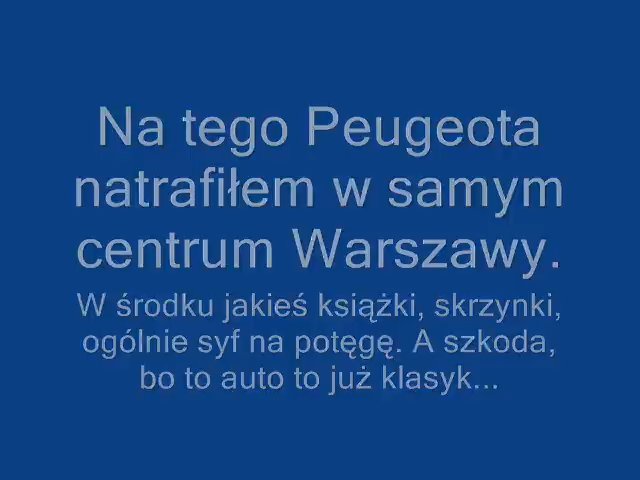 Na tego Peugeota
natrafiłem w samym
centrum Warszawy.
W środku jakieś książki, skrzynki,
ogólnie syf na potęgę. A szkoda,
bo to auto to już klasyk...